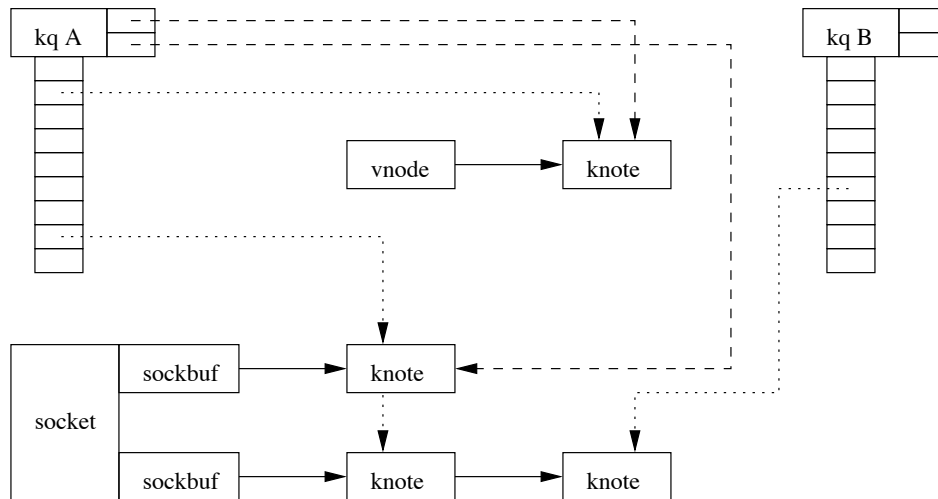 kq A
kq B
vnode
knote
sockbuf
knote
socket
sockbuf
knote
knote